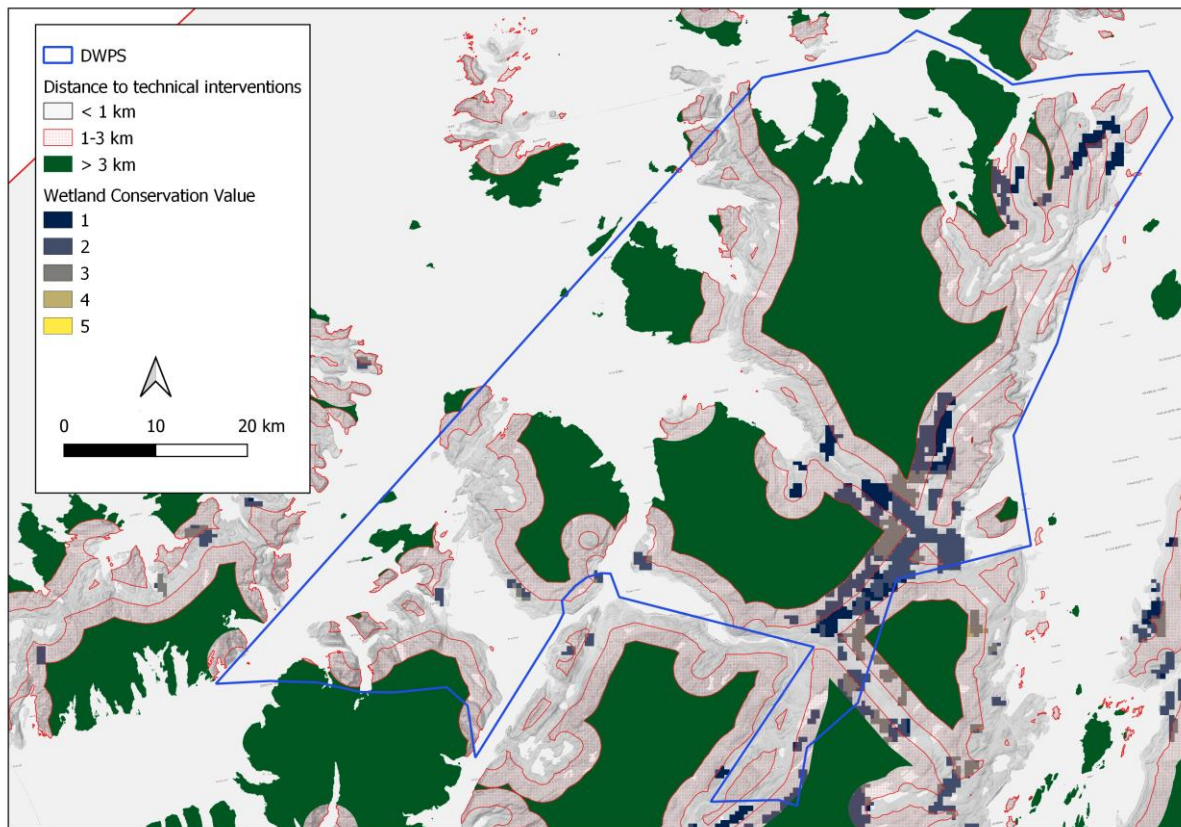 DWPS
Distance to technical interventions
< 1 km
1-3 km
> 3 km
Wetland Conservation Value
1
2
3
4
5
0 10 20 km